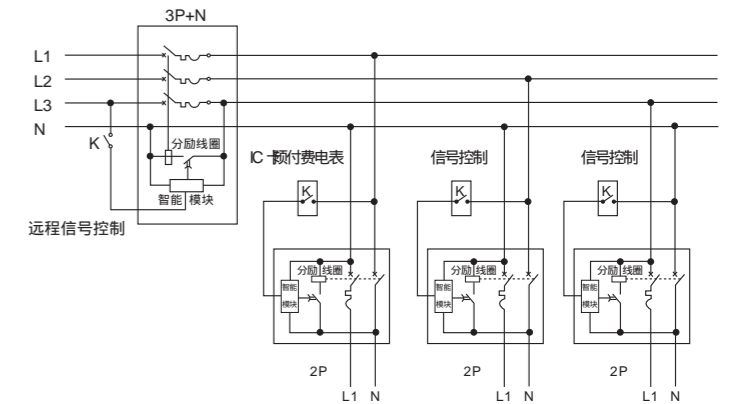 3P+N
L1
L2
L3
N
K
分励线圈
智能 模块
远程信号控制
IC卡预付费电表
信号控制
信号控制
K
K
K
分励 线圈
智能
模块
分励 线圈
智能
模块
分励 线圈
智能
模块
2P
2P
2P
L1 N
L1 N
L1 N